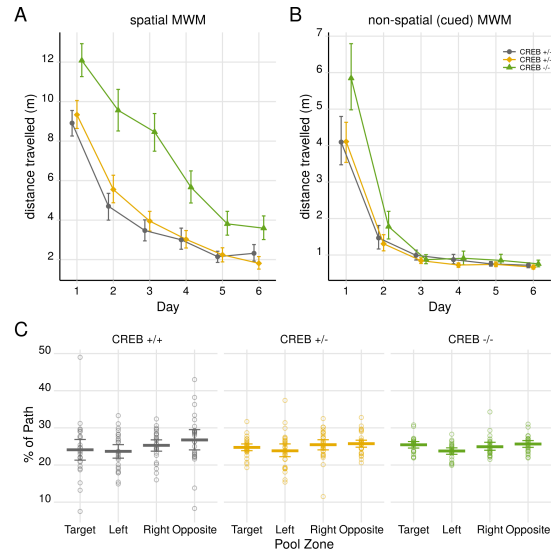 A
spatial MWM
distance travelled (m)
12
10
8
6
4
2
1 2 3 4 5 6
Day
B
non-spatial (cued) MWM
CREB +/-
CREB +/-
CREB -/-
distance travelled (m)
7
6
5
4
3
2
1
1 2 3 4 5 6
Day
C
CREB +/+
CREB +/-
CREB -/-
% of Path
50
40
30
20
10
Target Left Right Opposite
Target Left Right Opposite
Target Left Right Opposite
Pool Zone